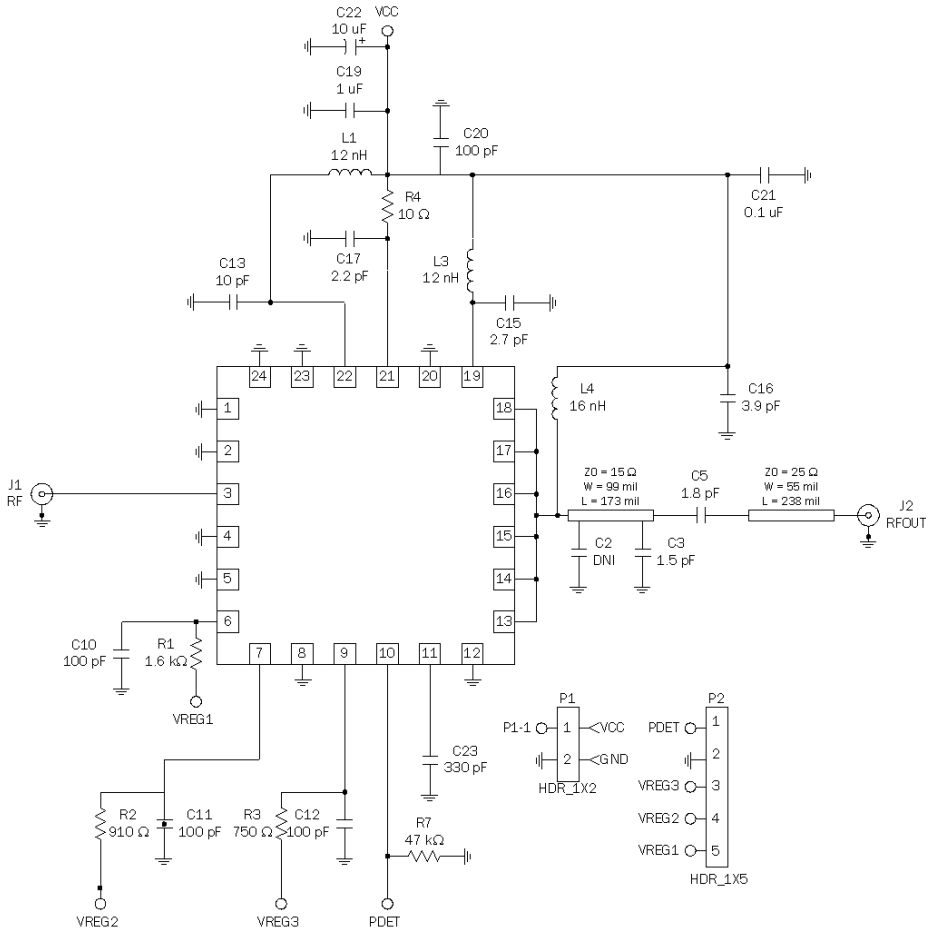 C22
10 uF
+
VCC
C19
1 uF
L1
12 nH
C20
100 pF
R4
10 Ω
C21
0.1 uF
C17
2.2 pF
L3
12 nH
C13
10 pF
C15
2.7 pF
24
23
22
21
20
19
L4
16 nH
C16
3.9 pF
1
2
3
4
5
6
18
17
16
15
14
13
J1
RF
Z0 = 15 Ω
W = 99 mil
L = 173 mil
C5
1.8 pF
Z0 = 25 Ω
W = 55 mil
L = 238 mil
J2
RFOUT
C2
DNI
C3
1.5 pF
C10
100 pF
R1
1.6 kΩ
VREG1
7
8
9
10
11
12
C23
330 pF
R2
910 Ω
C11
100 pF
R3
750 Ω
C12
100 pF
R7
47 kΩ
VREG2
VREG3
PDET
P1
P1-1
1
VCC
2
GND
HDR_1X2
P2
PDET
1
2
VREG3
3
VREG2
4
VREG1
5
HDR_1X5